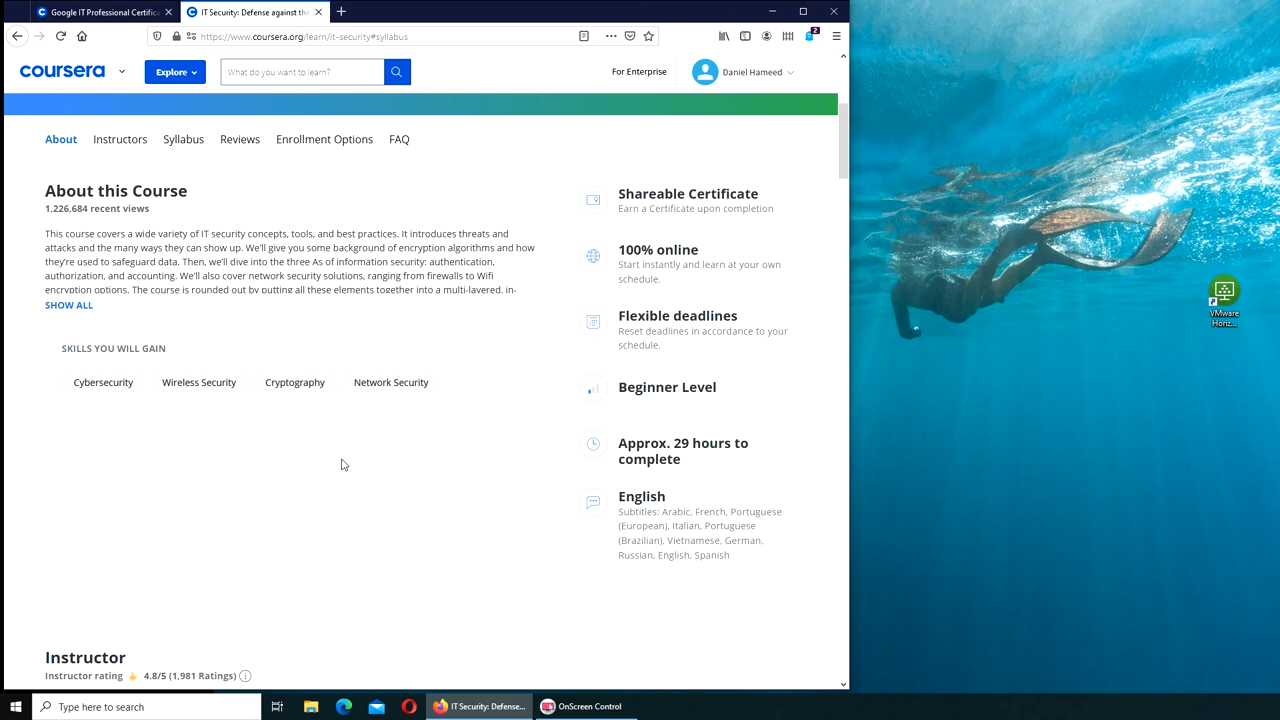 Google IT Professional Certifica
IT Security: Defense against th
https://www.coursera.org/learn/it-security#syllabus
2
coursera
Explore
What do you want to learn?
For Enterprise
Daniel Hameed
About
Instructors
Syllabus
Reviews
Enrollment Options
FAQ
About this Course
1,226,684 recent views
This course covers a wide variety of IT security concepts, tools, and best practices. It introduces threats and
attacks and the many ways they can show up. We'll give you some background of encryption algorithms and how
they're used to safeguard data. Then, we'll dive into the three As of information security: authentication,
authorization, and accounting. We'll also cover network security solutions, ranging from firewalls to Wifi
encryption options. The course is rounded out by putting all these elements together into a multi-layered, in-
SHOW ALL
SKILLS YOU WILL GAIN
Cybersecurity
Wireless Security
Cryptography
Network Security
Shareable Certificate
Earn a Certificate upon completion
100% online
Start instantly and learn at your own
schedule.
Flexible deadlines
Reset deadlines in accordance to your
schedule.
Beginner Level
Approx. 29 hours to
complete
English
Subtitles: Arabic, French, Portuguese
(European), Italian, Portuguese
(Brazilian), Vietnamese, German,
Russian, English, Spanish
Instructor
Instructor rating 4.8/5 (1,981 Ratings)
VMware
Horiz...
Type here to search
IT Security: Defense...
OnScreen Control